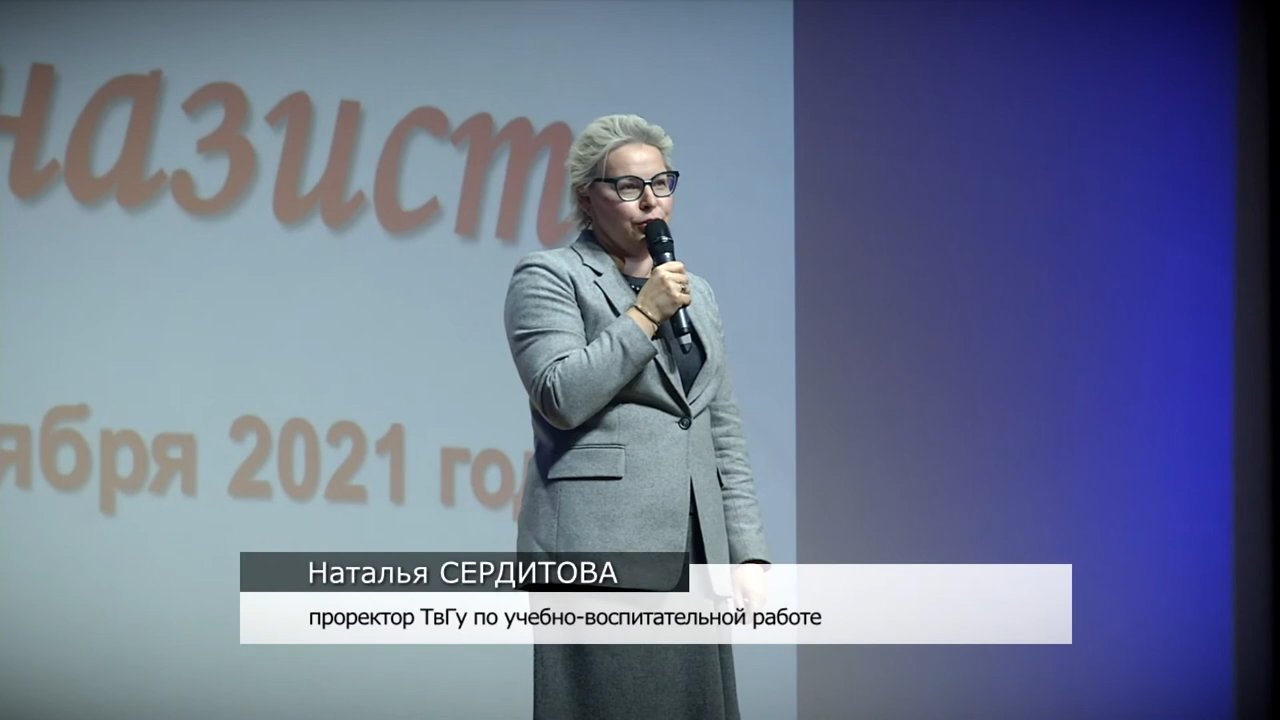 назист
ября 2021 год
Наталья СЕРДИТОВА
проректор ТвГу по учебно-воспитательной работе